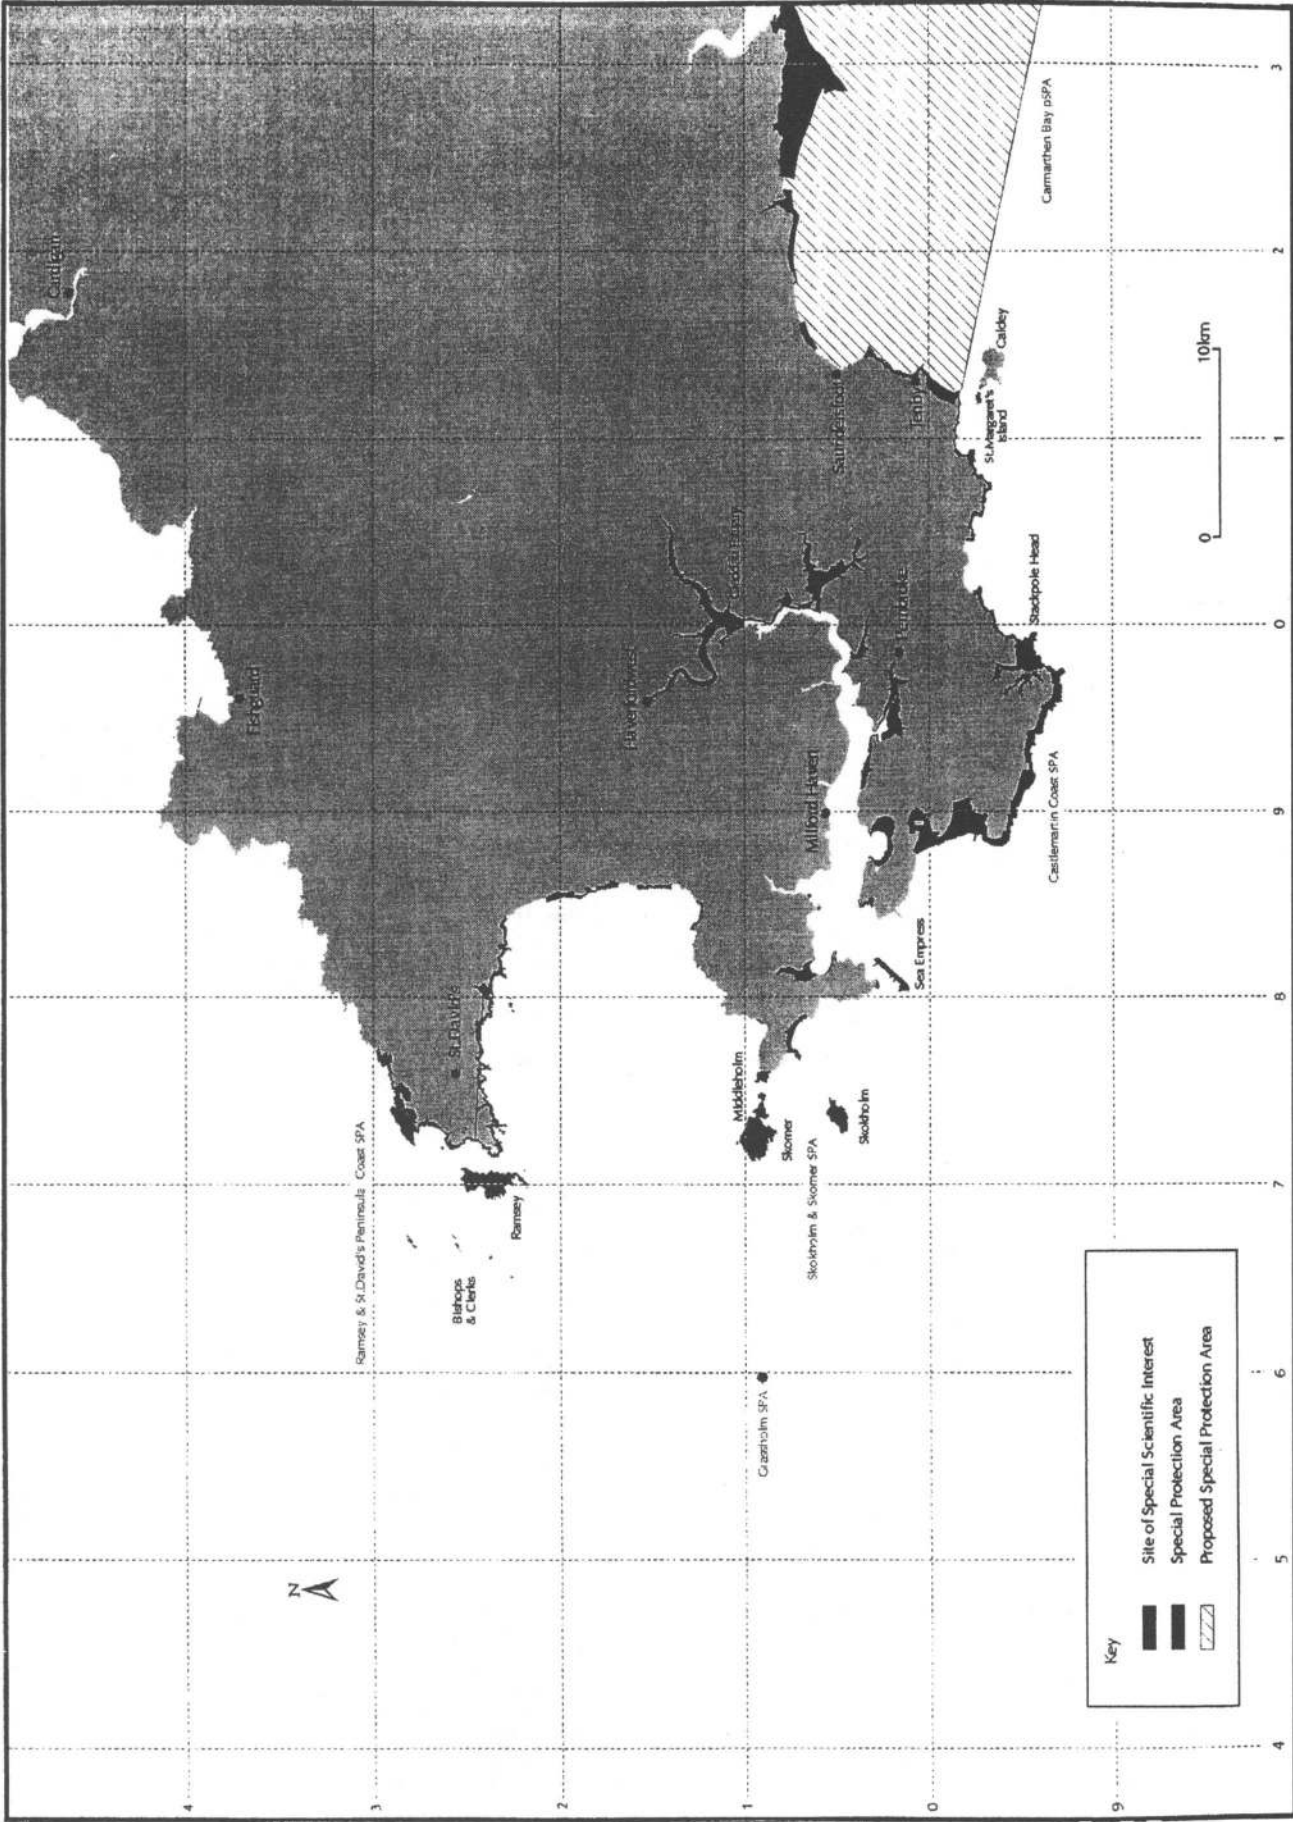 Cardigan
Fishguard
Ramsey & St.David's Peninsula Coast SPA
St.David's
Bishops
& Clerks
Ramsey
Haverfordwest
Middleholm
Skomer
Grassholm SPA
Skokholm & Skomer SPA
Skokholm
Milford Haven
Saundersfoot
Pembroke
Tenby
Sea Empress
St.Margaret's
Island
Caldey
Stackpole Head
Castlemartin Coast SPA
Carmarthen Bay pSPA
N
0
10km
Key
Site of Special Scientific Interest
Special Protection Area
Proposed Special Protection Area
4
3
2
1
0
9
4
5
6
7
8
9
0
1
2
3